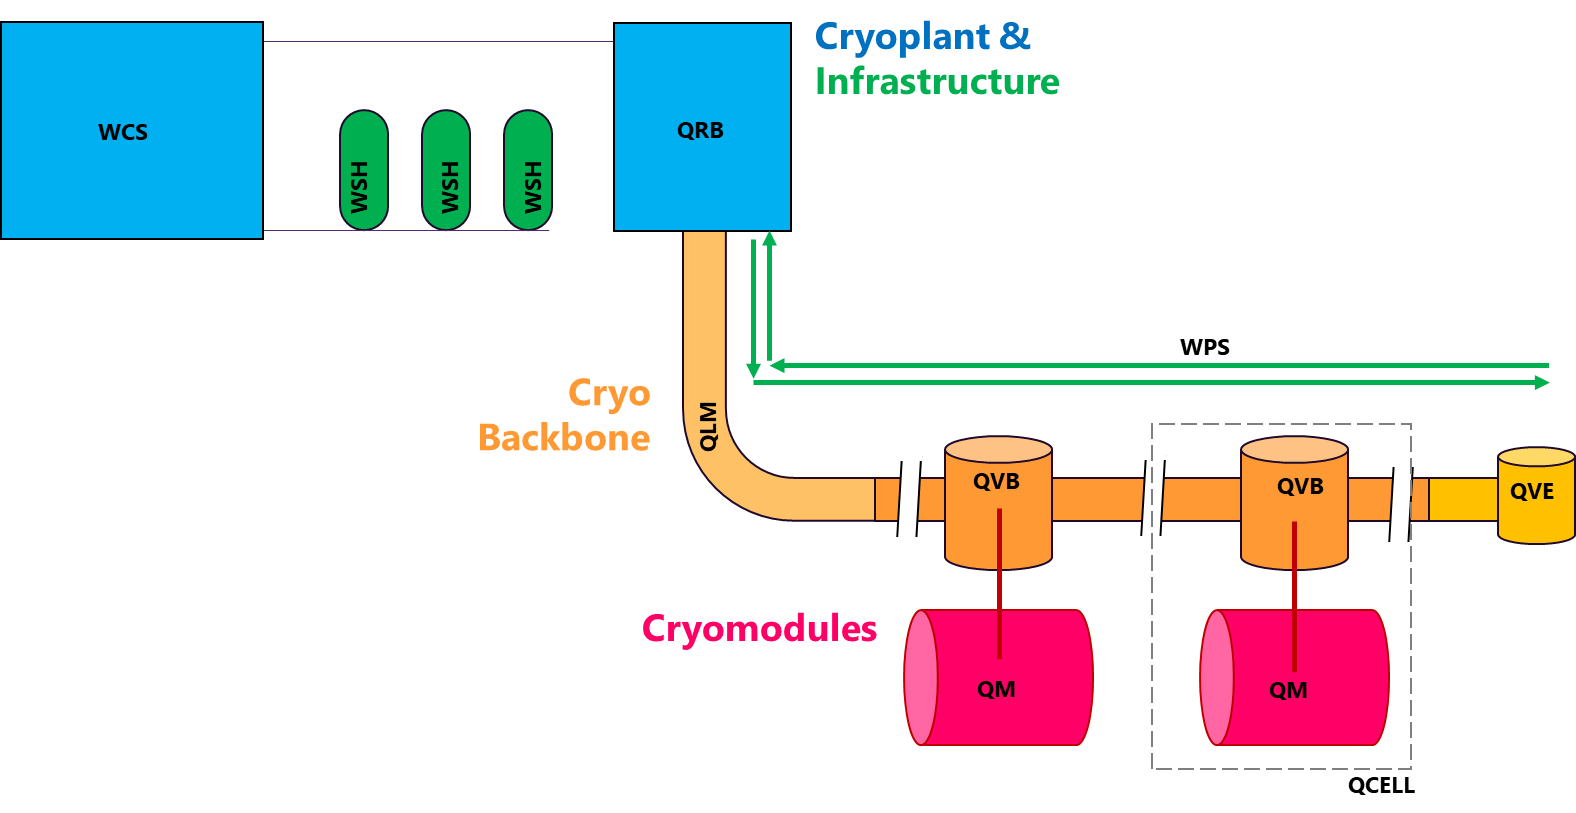 Cryoplant &
Infrastructure
WCS
QRB
WSH
WSH
WSH
WPS
Cryo
Backbone
QLM
QVB
QVB
QVE
Cryomodules
QM
QM
QCELL